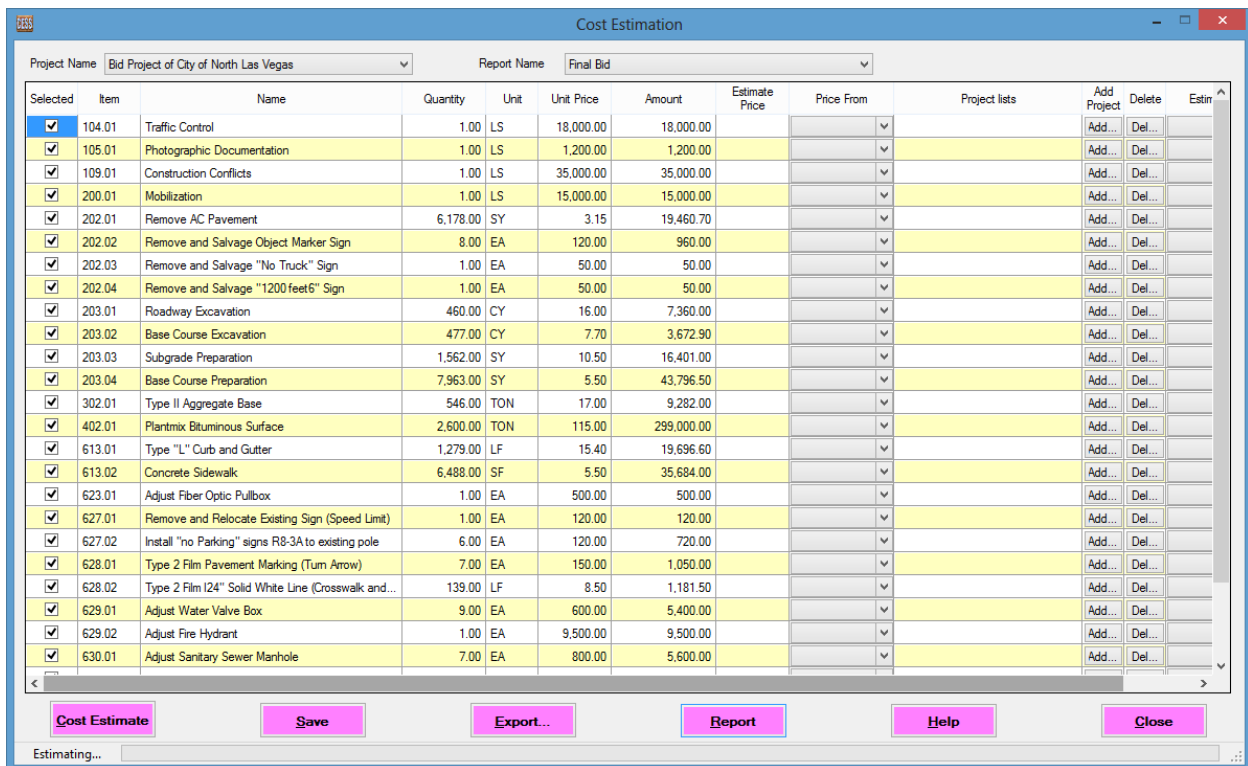 CESS Cost Estimation
Project Name Bid Project of City of North Las Vegas Report Name Final Bid
Selected Item Name Quantity Unit Unit Price Amount Estimate Price Price From Project lists Add Project Delete Estim
104.01 Traffic Control 1.00 LS 18,000.00 18,000.00 Add... Del...
105.01 Photographic Documentation 1.00 LS 1,200.00 1,200.00 Add... Del...
109.01 Construction Conflicts 1.00 LS 35,000.00 35,000.00 Add... Del...
200.01 Mobilization 1.00 LS 15,000.00 15,000.00 Add... Del...
202.01 Remove AC Pavement 6,178.00 SY 3.15 19,460.70 Add... Del...
202.02 Remove and Salvage Object Marker Sign 8.00 EA 120.00 960.00 Add... Del...
202.03 Remove and Salvage "No Truck" Sign 1.00 EA 50.00 50.00 Add... Del...
202.04 Remove and Salvage "1200 feet6" Sign 1.00 EA 50.00 50.00 Add... Del...
203.01 Roadway Excavation 460.00 CY 16.00 7,360.00 Add... Del...
203.02 Base Course Excavation 477.00 CY 7.70 3,672.90 Add... Del...
203.03 Subgrade Preparation 1,562.00 SY 10.50 16,401.00 Add... Del...
203.04 Base Course Preparation 7,963.00 SY 5.50 43,796.50 Add... Del...
302.01 Type II Aggregate Base 546.00 TON 17.00 9,282.00 Add... Del...
402.01 Plantmix Bituminous Surface 2,600.00 TON 115.00 299,000.00 Add... Del...
613.01 Type "L" Curb and Gutter 1,279.00 LF 15.40 19,696.60 Add... Del...
613.02 Concrete Sidewalk 6,488.00 SF 5.50 35,684.00 Add... Del...
623.01 Adjust Fiber Optic Pullbox 1.00 EA 500.00 500.00 Add... Del...
627.01 Remove and Relocate Existing Sign (Speed Limit) 1.00 EA 120.00 120.00 Add... Del...
627.02 Install "no Parking" signs R8-3A to existing pole 6.00 EA 120.00 720.00 Add... Del...
628.01 Type 2 Film Pavement Marking (Turn Arrow) 7.00 EA 150.00 1,050.00 Add... Del...
628.02 Type 2 Film I24" Solid White Line (Crosswalk and... 139.00 LF 8.50 1,181.50 Add... Del...
629.01 Adjust Water Valve Box 9.00 EA 600.00 5,400.00 Add... Del...
629.02 Adjust Fire Hydrant 1.00 EA 9,500.00 9,500.00 Add... Del...
630.01 Adjust Sanitary Sewer Manhole 7.00 EA 800.00 5,600.00 Add... Del...
Cost Estimate Save Export... Report Help Close
Estimating...